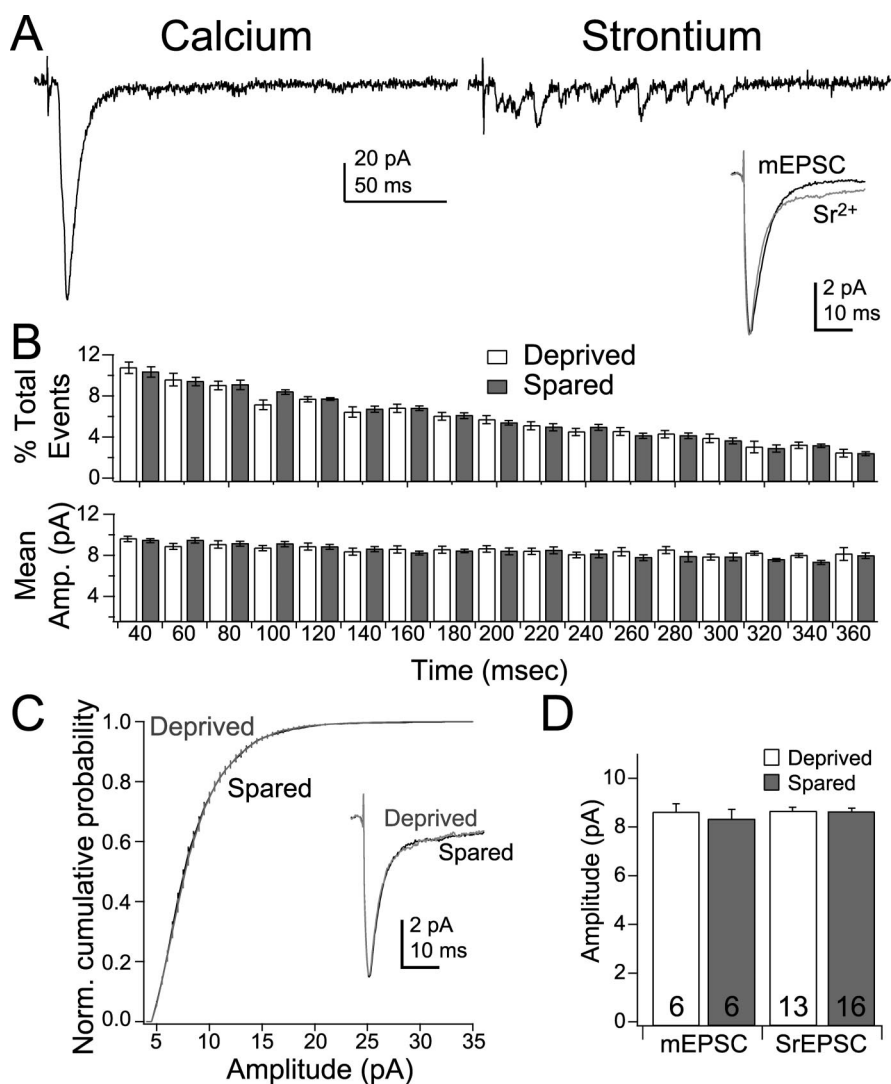 A
Calcium
Strontium
20 pA
50 ms
mEPSC
Sr²⁺
2 pA
10 ms
B
% Total
Events
12
8
4
0
Deprived
Spared
Mean
Amp. (pA)
12
8
4
40 60 80 100 120 140 160 180 200 220 240 260 280 300 320 340 360
Time (msec)
C
Norm. cumulative probability
1.0
0.8
0.6
0.4
0.2
0.0
Deprived
Spared
Deprived
Spared
2 pA
10 ms
5 10 15 20 25 30 35
Amplitude (pA)
D
Deprived
Spared
Amplitude (pA)
10
8
6
4
2
0
6 6 13 16
mEPSC SrEPSC